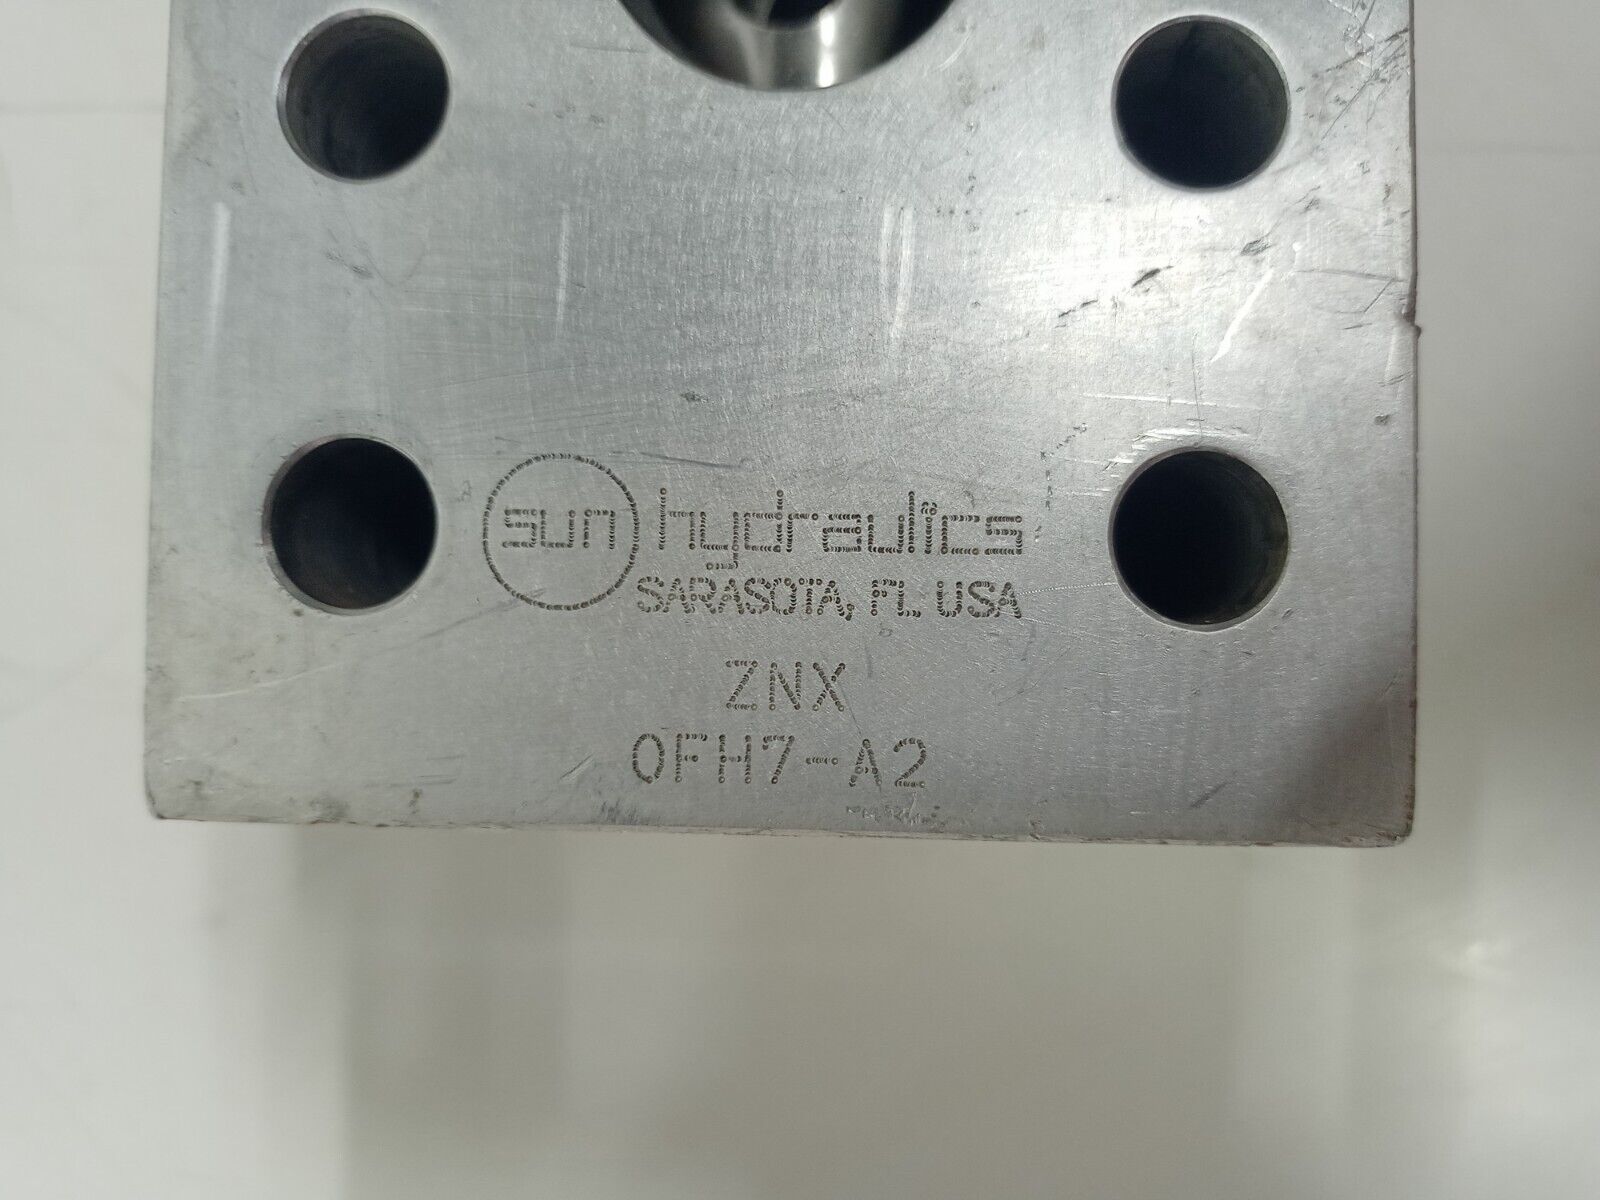 sun hydraulics
SARASOTA, FL USA
ZNX
0FH7-A2